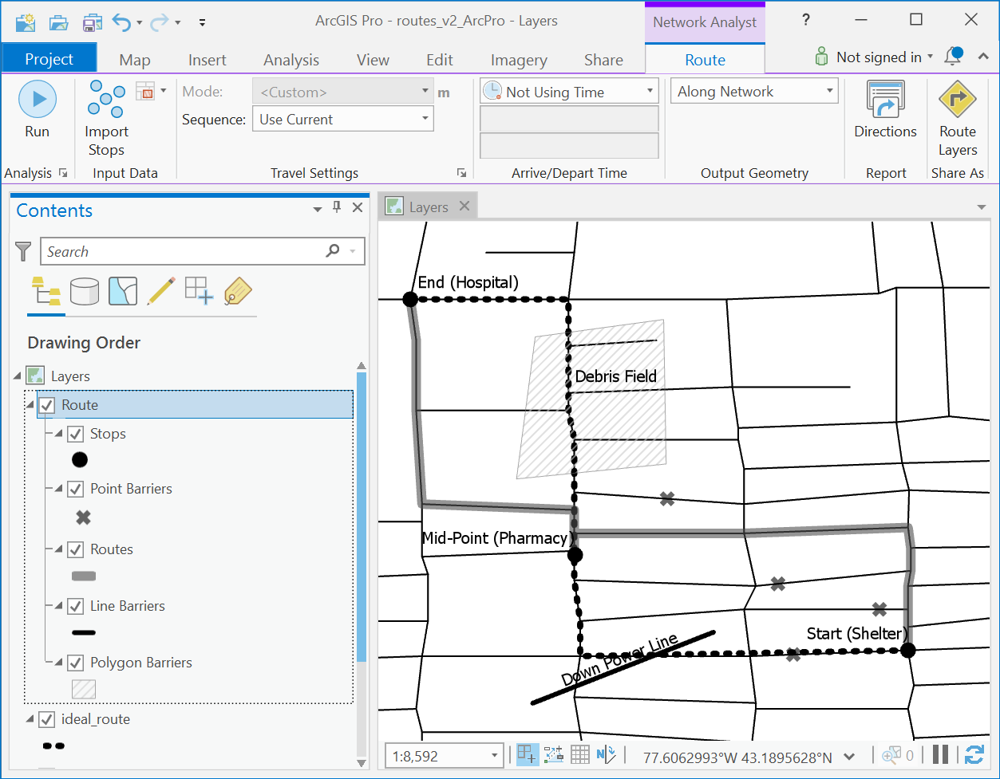 ArcGIS Pro - routes_v2_ArcPro - Layers
Network Analyst
?
Project
Map
Insert
Analysis
View
Edit
Imagery
Share
Route
Not signed in
Run
Import
Stops
Mode:
<Custom>
m
Sequence:
Use Current
Not Using Time
Along Network
Directions
Route
Layers
Analysis
Input Data
Travel Settings
Arrive/Depart Time
Output Geometry
Report
Share As
Contents
Search
Drawing Order
Layers
Route
Stops
Point Barriers
Routes
Line Barriers
Polygon Barriers
ideal_route
Layers
End (Hospital)
Debris Field
Mid-Point (Pharmacy)
Start (Shelter)
Down Power Line
1:8,592
N
77.6062993°W 43.1895628°N
0